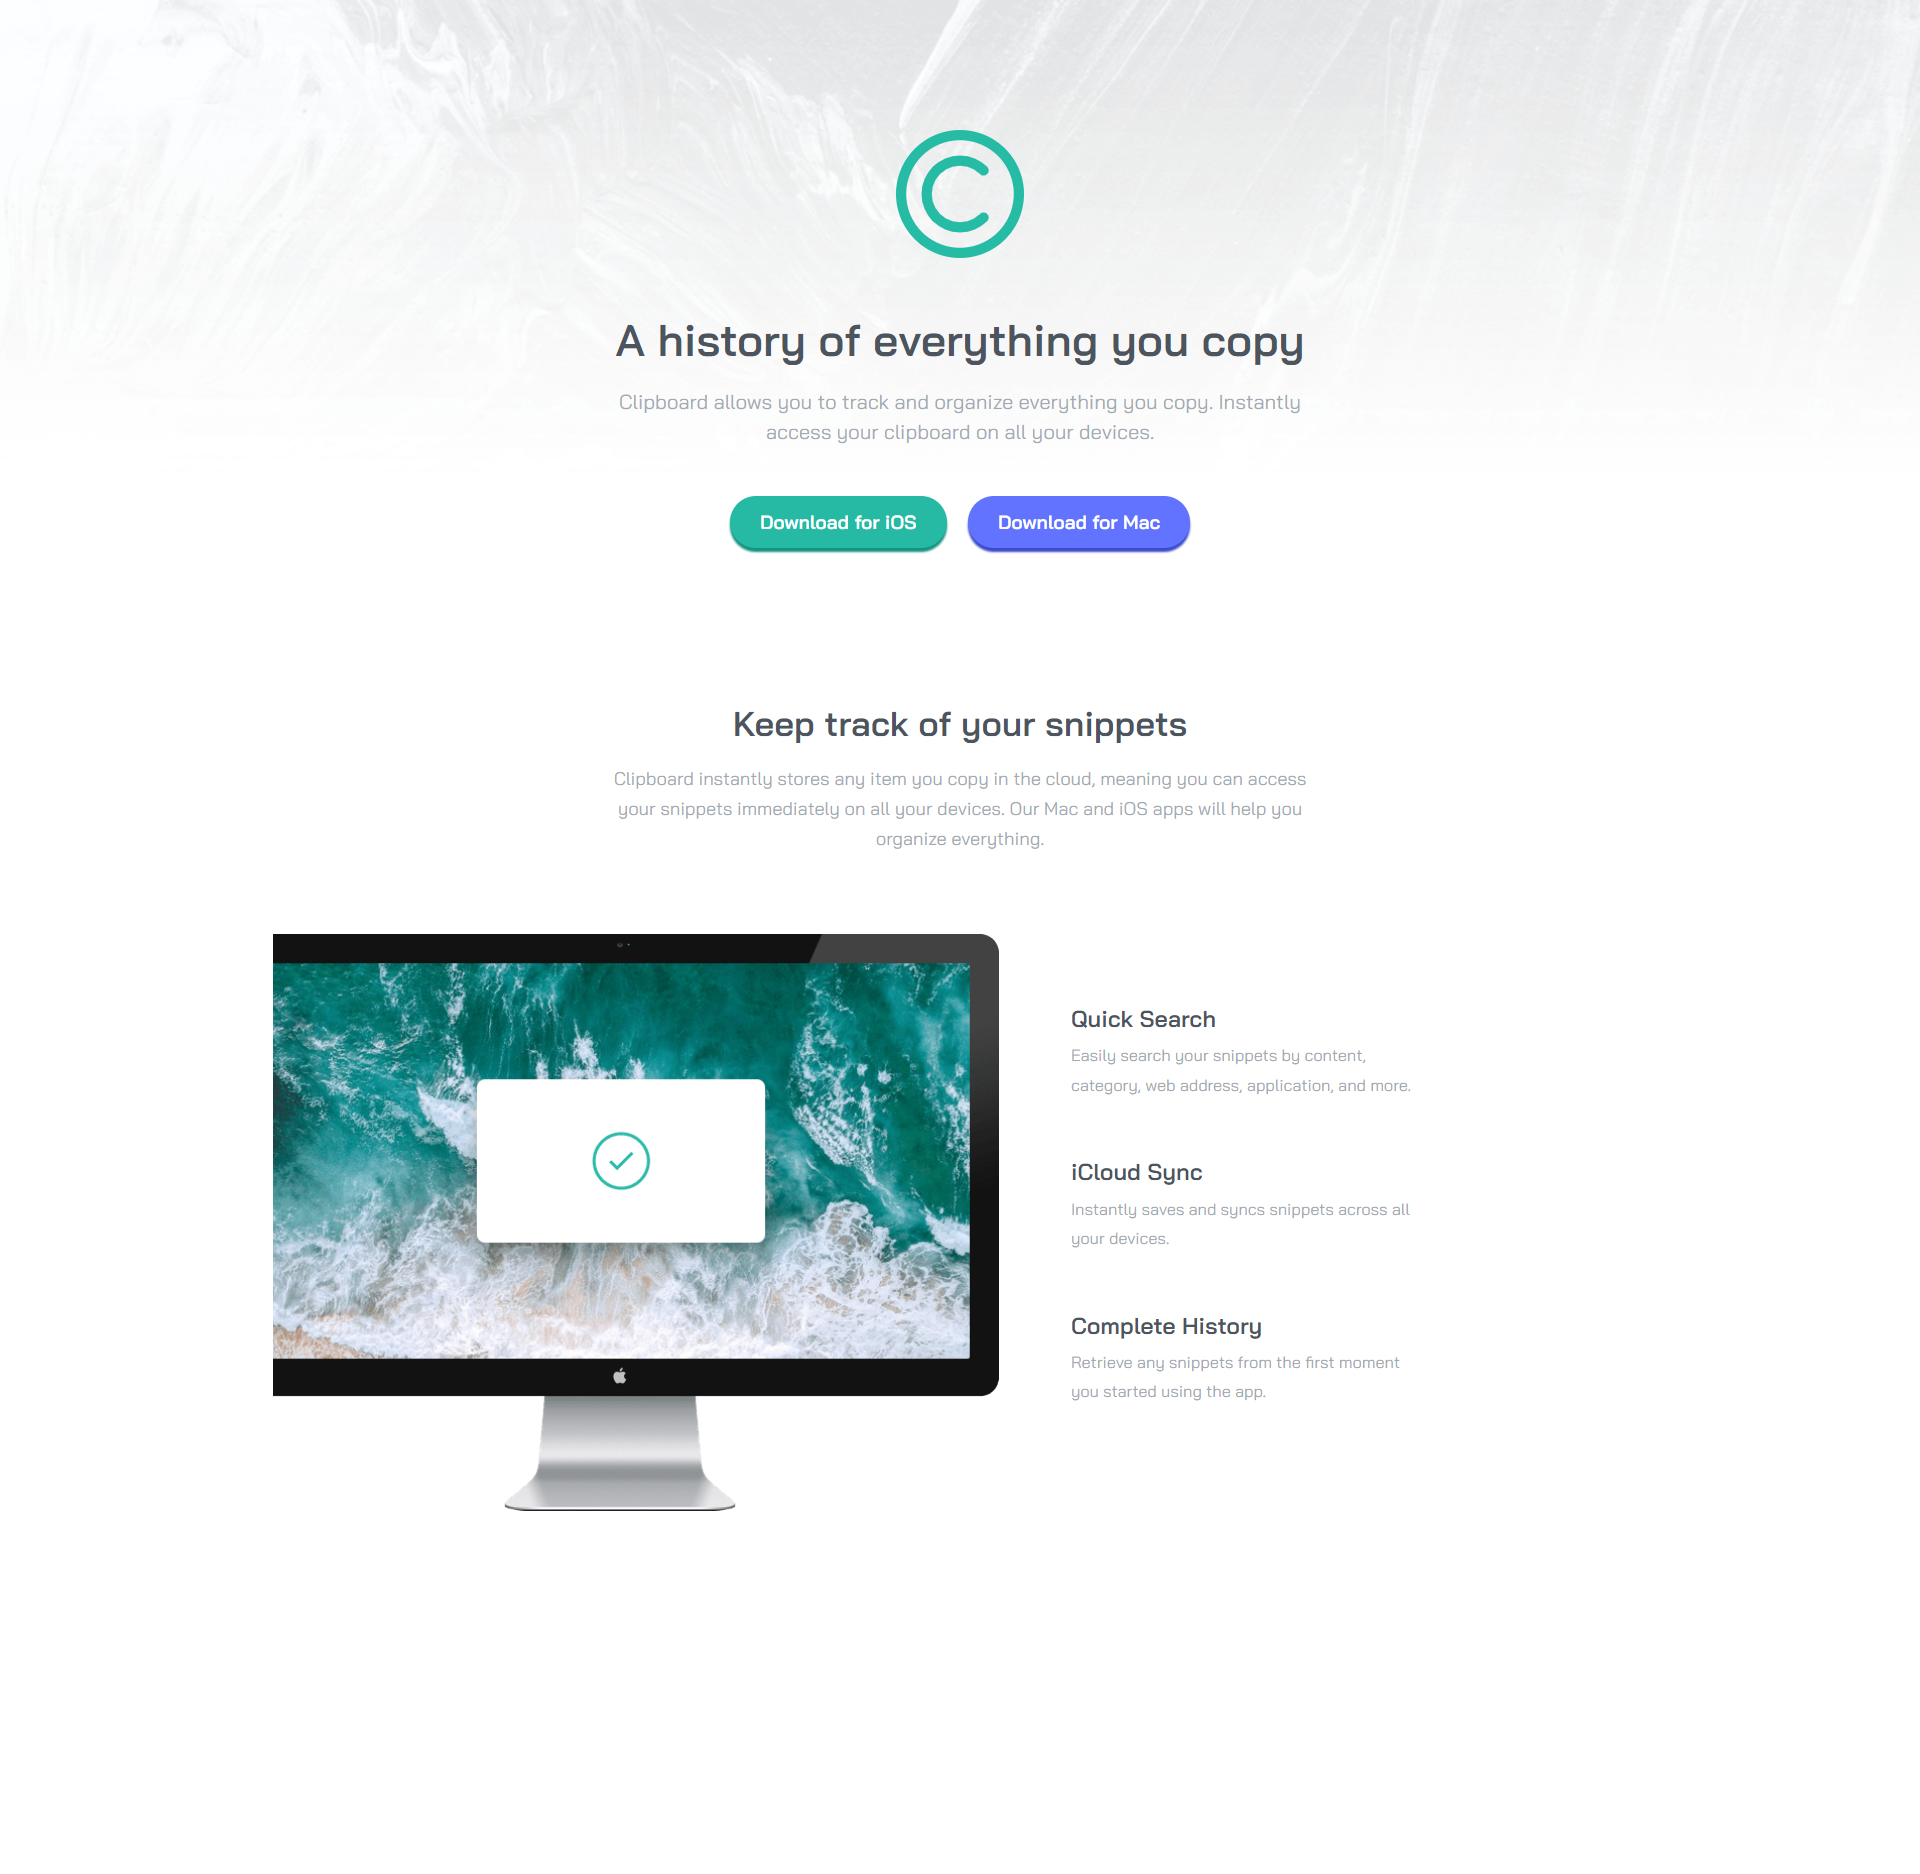 A history of everything you copy
Clipboard allows you to track and organize everything you copy. Instantly
access your clipboard on all your devices.
Download for iOS
Download for Mac
Keep track of your snippets
Clipboard instantly stores any item you copy in the cloud, meaning you can access
your snippets immediately on all your devices. Our Mac and iOS apps will help you
organize everything.
Quick Search
Easily search your snippets by content,
category, web address, application, and more.
iCloud Sync
Instantly saves and syncs snippets across all
your devices.
Complete History
Retrieve any snippets from the first moment
you started using the app.